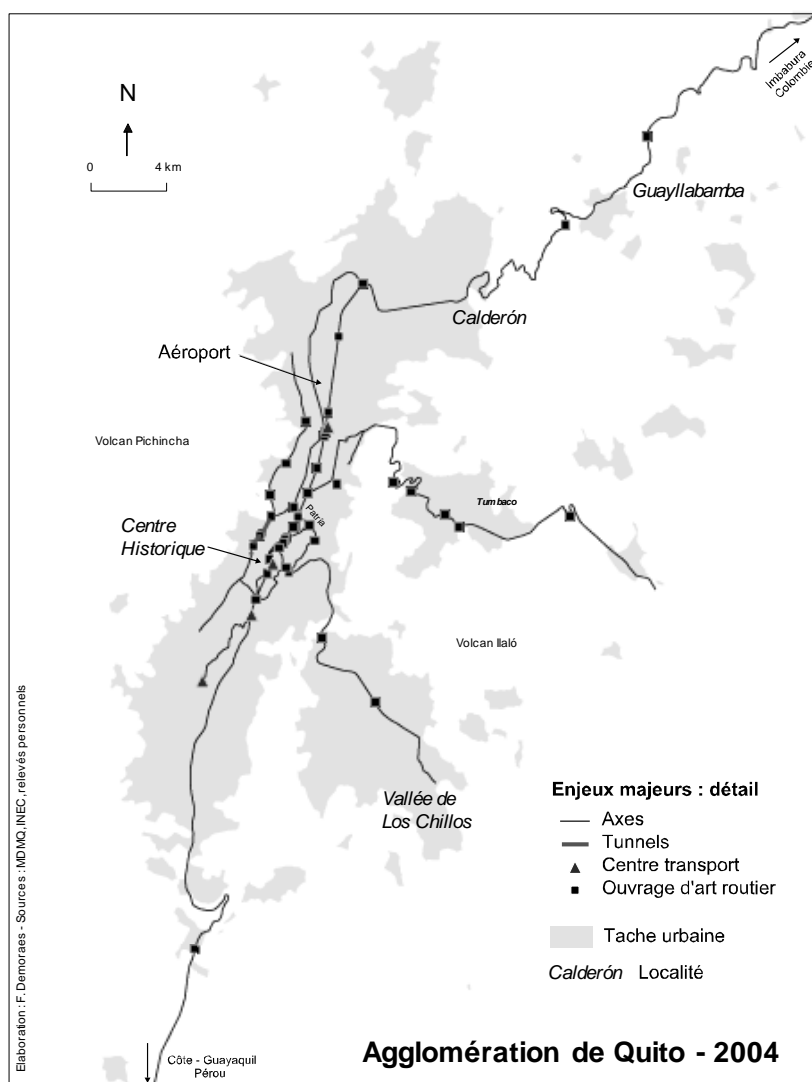 Imbabura
Colombie
N
0 4 km
Guayllabamba
Calderón
Aéroport
Volcan Pichincha
Tumbaco
Patria
Centre
Historique
Volcan Ilaló
Vallée de
Los Chillos
Enjeux majeurs : détail
Axes
Tunnels
Centre transport
Ouvrage d'art routier
Tache urbaine
Calderón Localité
Elaboration : F. Demoraes - Sources : MDMQ, INEC, relevés personnels
Côte - Guayaquil
Pérou
Agglomération de Quito - 2004